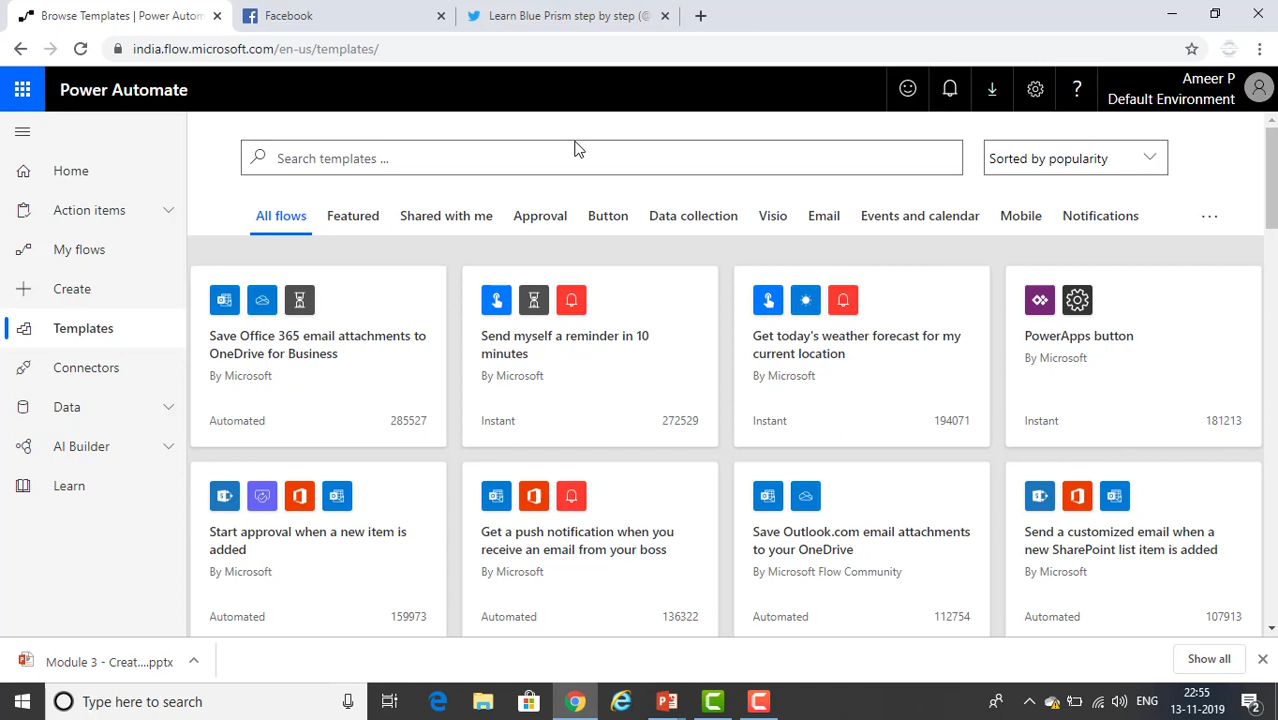 Browse Templates | Power Autom
Facebook
Learn Blue Prism step by step (@
india.flow.microsoft.com/en-us/templates/
Power Automate
Ameer P
Default Environment
Search templates ...
Sorted by popularity
Home
Action items
My flows
Create
Templates
Connectors
Data
AI Builder
Learn
All flows
Featured
Shared with me
Approval
Button
Data collection
Visio
Email
Events and calendar
Mobile
Notifications
Save Office 365 email attachments to
OneDrive for Business
By Microsoft
Automated 285527
Send myself a reminder in 10
minutes
By Microsoft
Instant 272529
Get today's weather forecast for my
current location
By Microsoft
Instant 194071
PowerApps button
By Microsoft
Instant 181213
Start approval when a new item is
added
By Microsoft
Automated 159973
Get a push notification when you
receive an email from your boss
By Microsoft
Automated 136322
Save Outlook.com email attachments
to your OneDrive
By Microsoft Flow Community
Automated 112754
Send a customized email when a
new SharePoint list item is added
By Microsoft
Automated 107913
Module 3 - Creat....pptx
Show all
Type here to search
ENG
22:55
13-11-2019
2